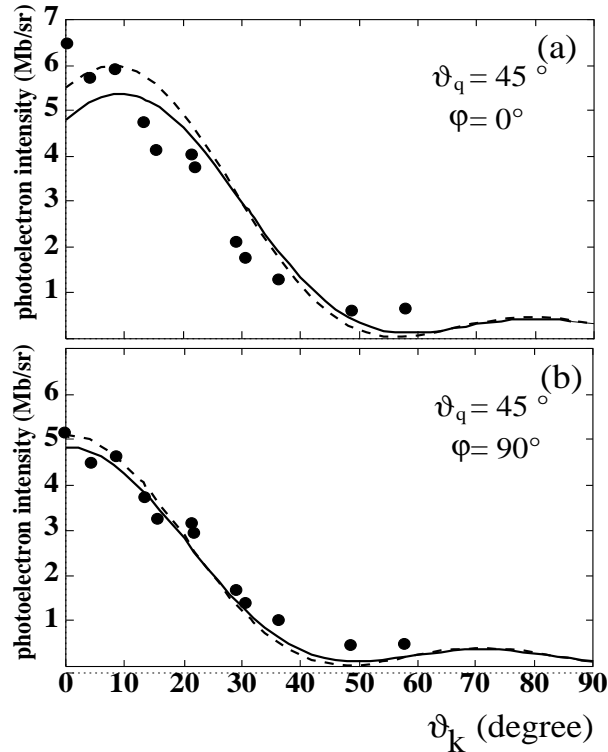 photoelectron intensity (Mb/sr)
7
6
5
4
3
2
1
(a)
ϑq = 45 °
φ= 0°
photoelectron intensity (Mb/sr)
6
5
4
3
2
1
(b)
ϑq = 45 °
φ= 90°
0 10 20 30 40 50 60 70 80 90
ϑk (degree)